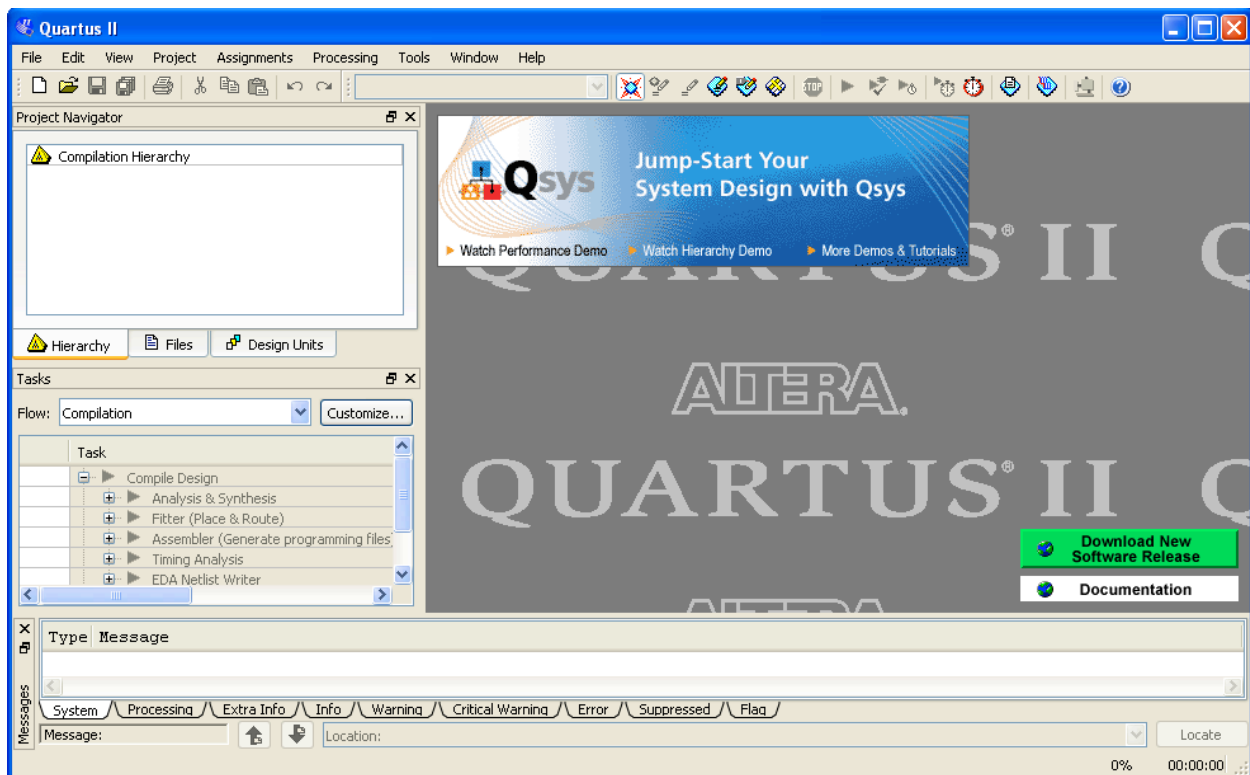 Quartus II
File Edit View Project Assignments Processing Tools Window Help
STOP
Project Navigator
Compilation Hierarchy
Hierarchy Files Design Units
Tasks
Flow: Compilation Customize...
Task
Compile Design
Analysis & Synthesis
Fitter (Place & Route)
Assembler (Generate programming files)
Timing Analysis
EDA Netlist Writer
Qsys
Jump-Start Your
System Design with Qsys
Watch Performance Demo Watch Hierarchy Demo More Demos & Tutorials
QUARTUS® II
ALTERA.
QUARTUS® II
Download New
Software Release
Documentation
ALTERA
Messages
Type Message
System Processing Extra Info Info Warning Critical Warning Error Suppressed Flag
Message: Location: Locate
0% 00:00:00